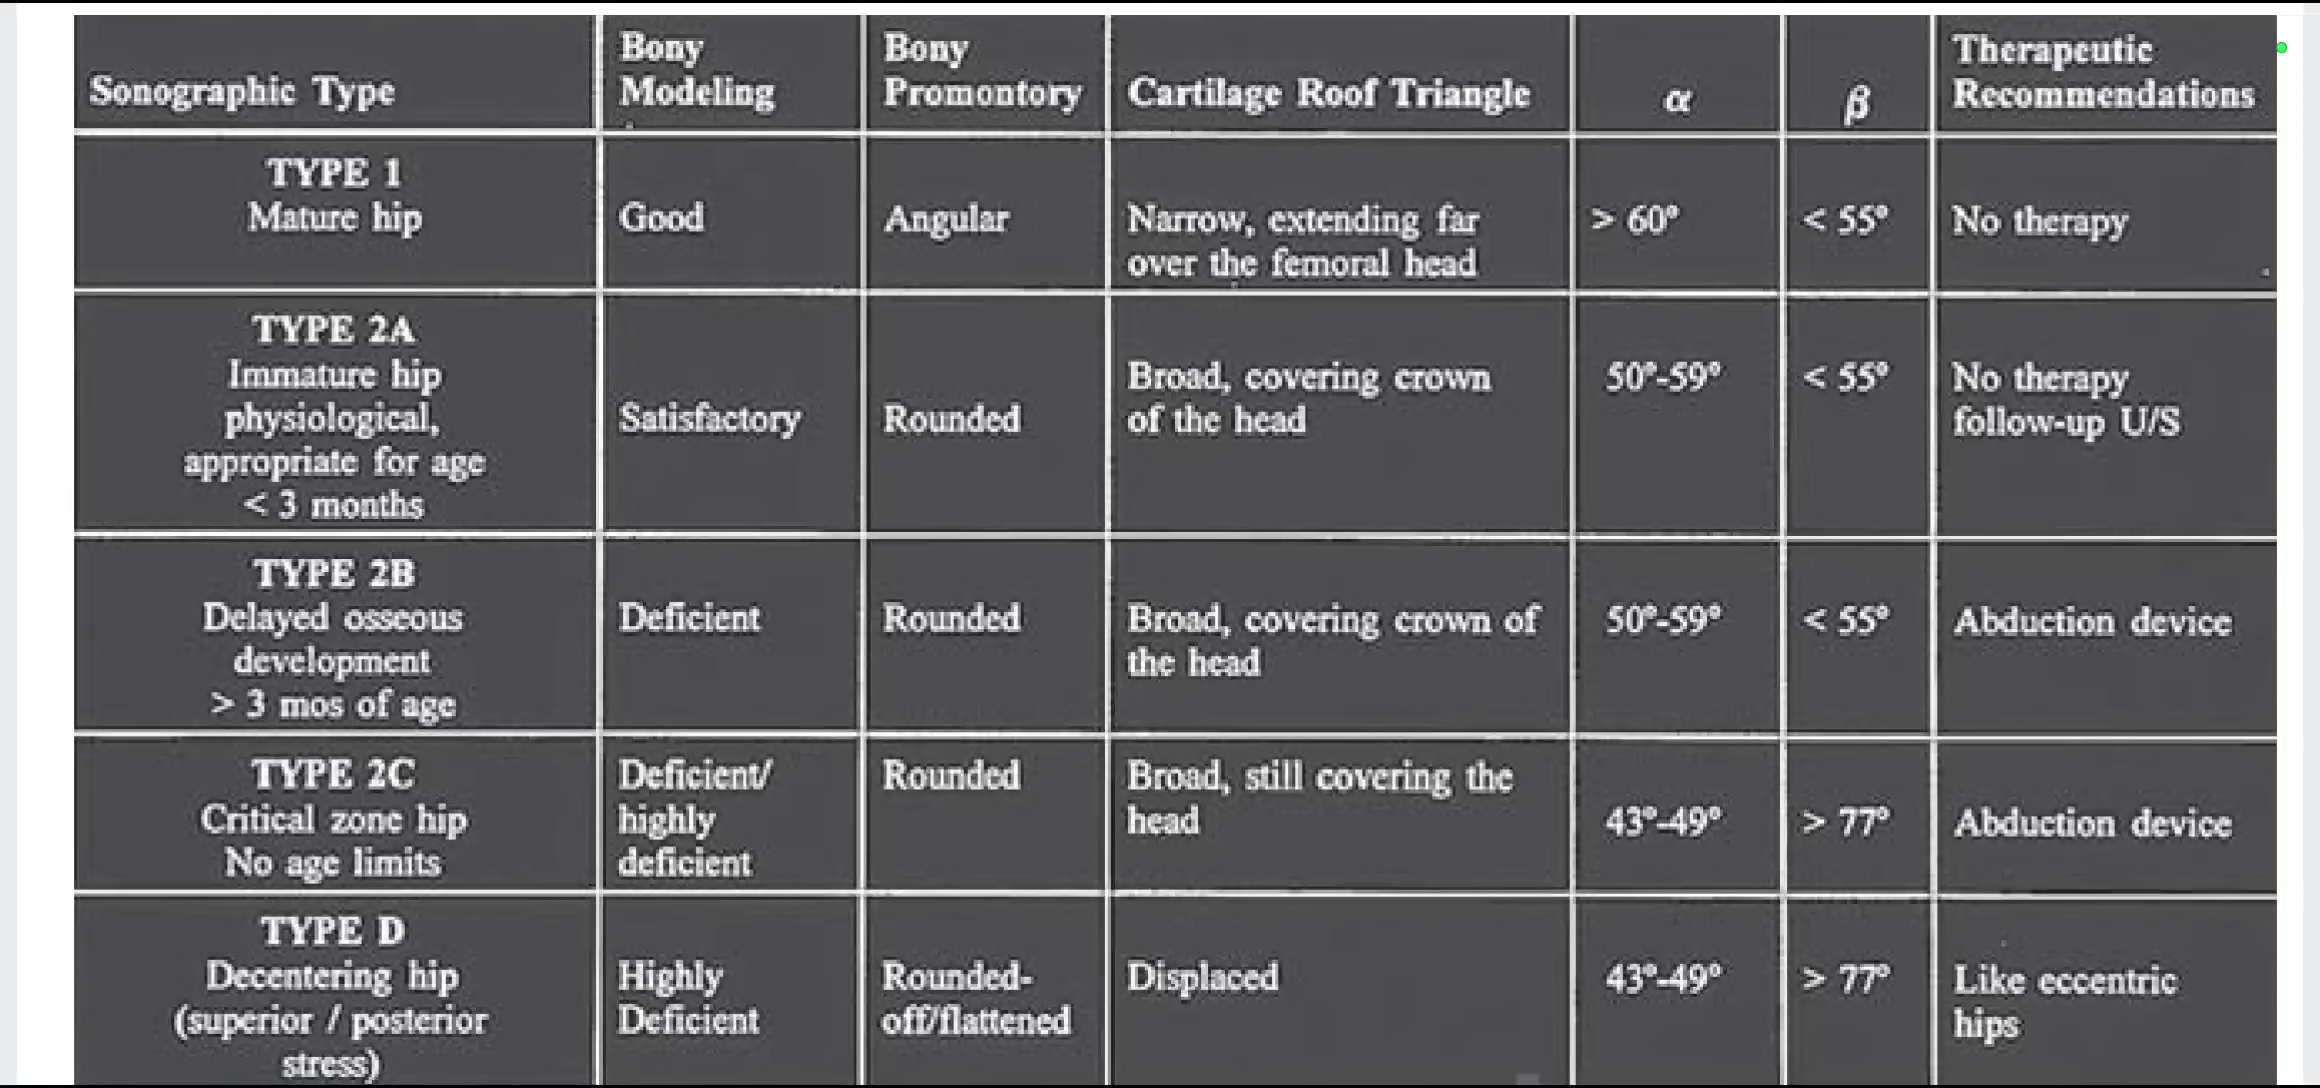 Sonographic Type
Bony
Modeling
Bony
Promontory
Cartilage Roof Triangle
α
β
Therapeutic
Recommendations
TYPE 1
Mature hip
Good
Angular
Narrow, extending far
over the femoral head
> 60°
< 55°
No therapy
TYPE 2A
Immature hip
physiological,
appropriate for age
< 3 months
Satisfactory
Rounded
Broad, covering crown
of the head
50°-59°
< 55°
No therapy
follow-up U/S
TYPE 2B
Delayed osseous
development
> 3 mos of age
Deficient
Rounded
Broad, covering crown of
the head
50°-59°
< 55°
Abduction device
TYPE 2C
Critical zone hip
No age limits
Deficient/
highly
deficient
Rounded
Broad, still covering the
head
43°-49°
> 77°
Abduction device
TYPE D
Decentering hip
(superior / posterior
stress)
Highly
Deficient
Rounded-
off/flattened
Displaced
43°-49°
> 77°
Like eccentric
hips